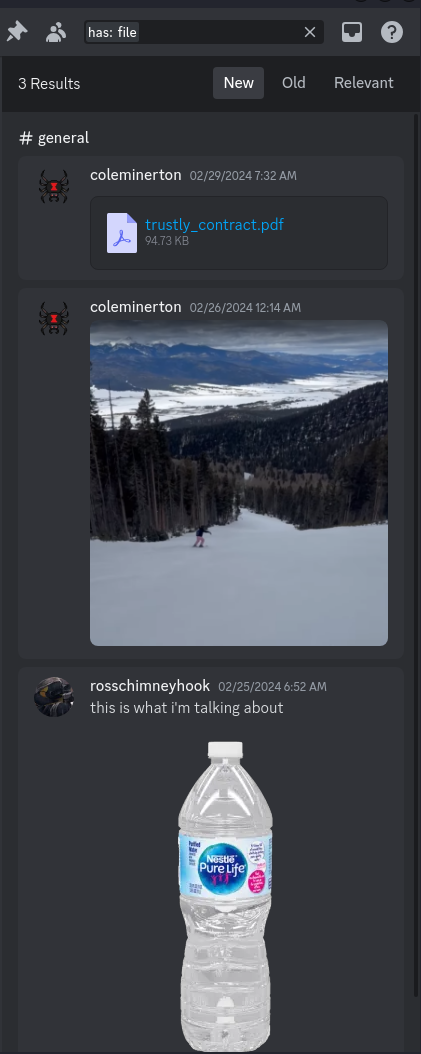 has: file
3 Results
New
Old
Relevant
# general
coleminerton 02/29/2024 7:32 AM
trustly_contract.pdf
94.73 KB
coleminerton 02/26/2024 12:14 AM
rosschimneyhook 02/25/2024 6:52 AM
this is what i'm talking about
Purified
Water
Nestlé
Pure Life